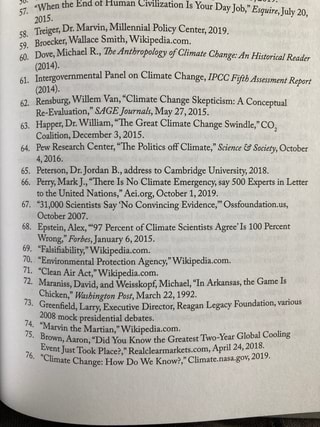 57. "When the End of Human Civilization Is Your Day Job," Esquire, July 20,
2015.
58. Treiger, Dr. Marvin, Millennial Policy Center, 2019.
59. Broecker, Wallace Smith, Wikipedia.com.
60. Dove, Michael R., The Anthropology of Climate Change: An Historical Reader
(2014).
61. Intergovernmental Panel on Climate Change, IPCC Fifth Assessment Report
(2014).
62. Rensburg, Willem Van, "Climate Change Skepticism: A Conceptual
Re-Evaluation," SAGE Journals, May 27, 2015.
63. Happer, Dr. William, "The Great Climate Change Swindle," CO2
Coalition, December 3, 2015.
64. Pew Research Center, "The Politics off Climate," Science & Society, October
4, 2016.
65. Peterson, Dr. Jordan B., address to Cambridge University, 2018.
66. Perry, Mark J., "There Is No Climate Emergency, say 500 Experts in Letter
to the United Nations," Aei.org, October 1, 2019.
67. "31,000 Scientists Say 'No Convincing Evidence,'" Ossfoundation.us,
October 2007.
68. Epstein, Alex, "'97 Percent of Climate Scientists Agree' Is 100 Percent
Wrong," Forbes, January 6, 2015.
69. "Falsifiability," Wikipedia.com.
70. "Environmental Protection Agency," Wikipedia.com.
71. "Clean Air Act," Wikipedia.com.
72. Maraniss, David, and Weisskopf, Michael, "In Arkansas, the Game Is
Chicken," Washington Post, March 22, 1992.
73. Greenfield, Larry, Executive Director, Reagan Legacy Foundation, various
2008 mock presidential debates.
74. "Marvin the Martian," Wikipedia.com.
75. Brown, Aaron, "Did You Know the Greatest Two-Year Global Cooling
Event Just Took Place?," Realclearmarkets.com, April 24, 2018.
76. "Climate Change: How Do We Know?," Climate.nasa.gov, 2019.